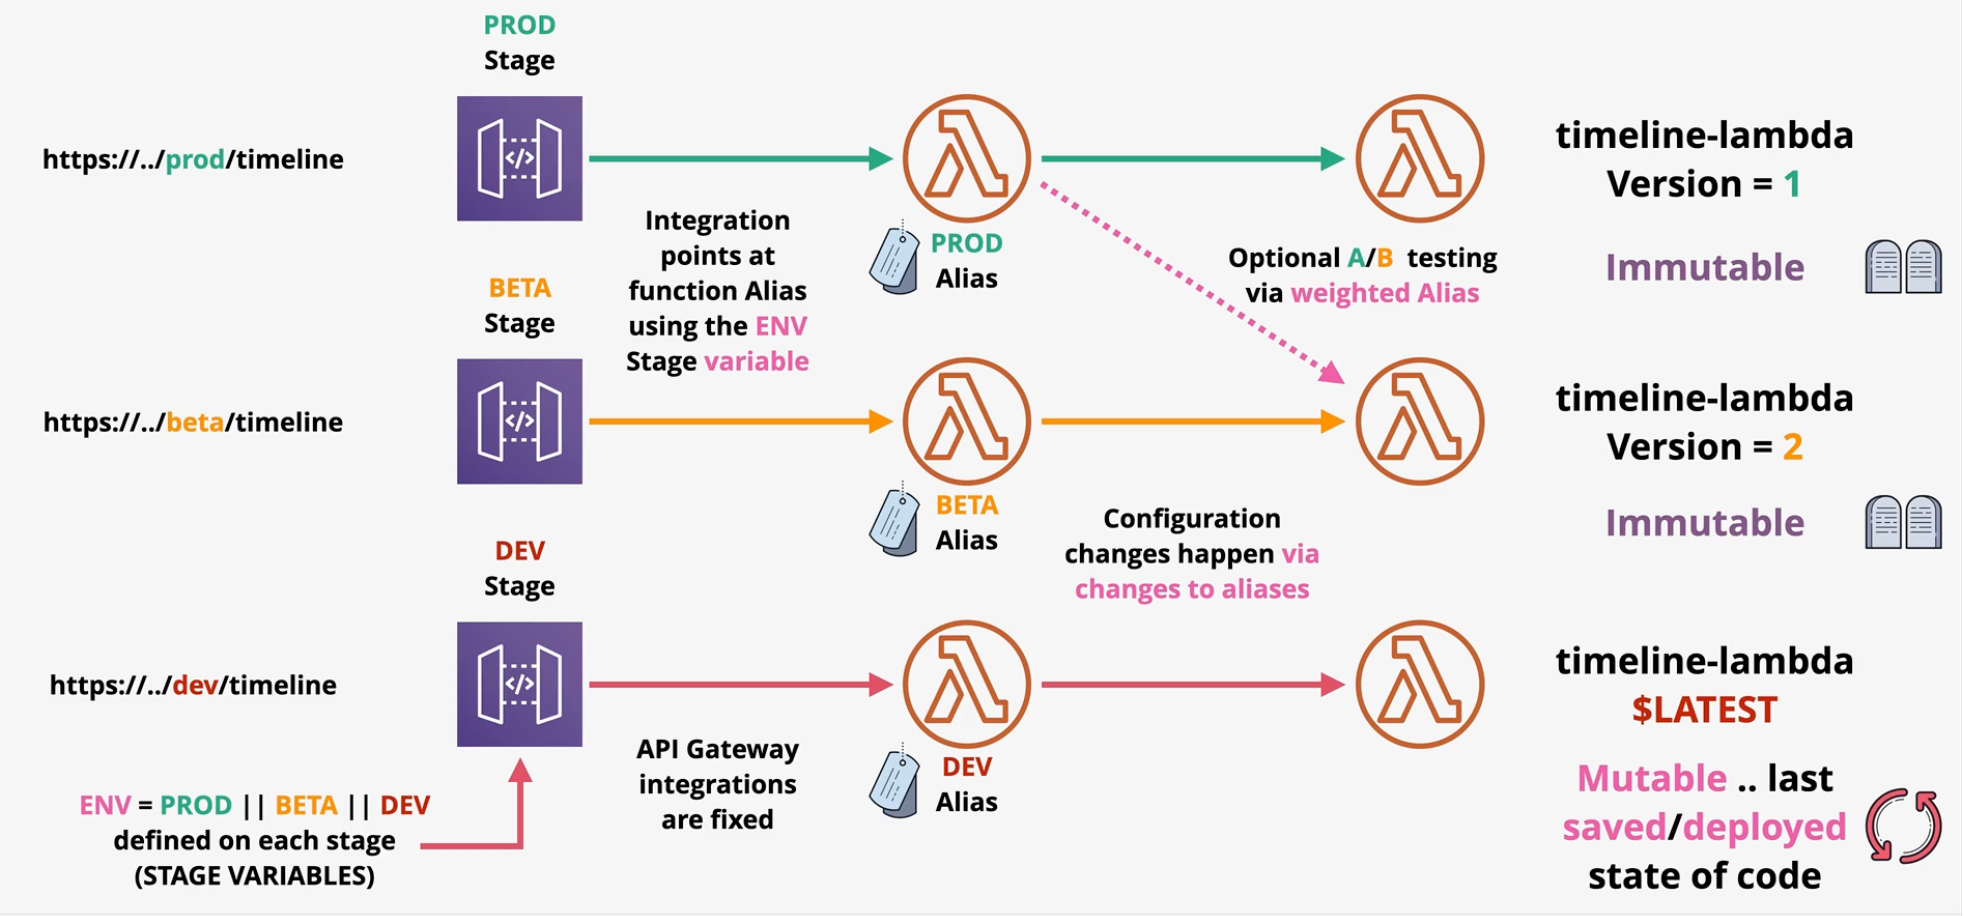 PROD
Stage
https://../prod/timeline
</>
timeline-lambda
Version = 1
Integration
points at
function Alias
using the ENV
Stage variable
PROD
Alias
Optional A/B testing
via weighted Alias
Immutable
BETA
Stage
https://../beta/timeline
</>
timeline-lambda
Version = 2
BETA
Alias
Configuration
changes happen via
changes to aliases
Immutable
DEV
Stage
https://../dev/timeline
</>
timeline-lambda
$LATEST
API Gateway
integrations
are fixed
DEV
Alias
Mutable .. last
saved/deployed
state of code
ENV = PROD || BETA || DEV
defined on each stage
(STAGE VARIABLES)